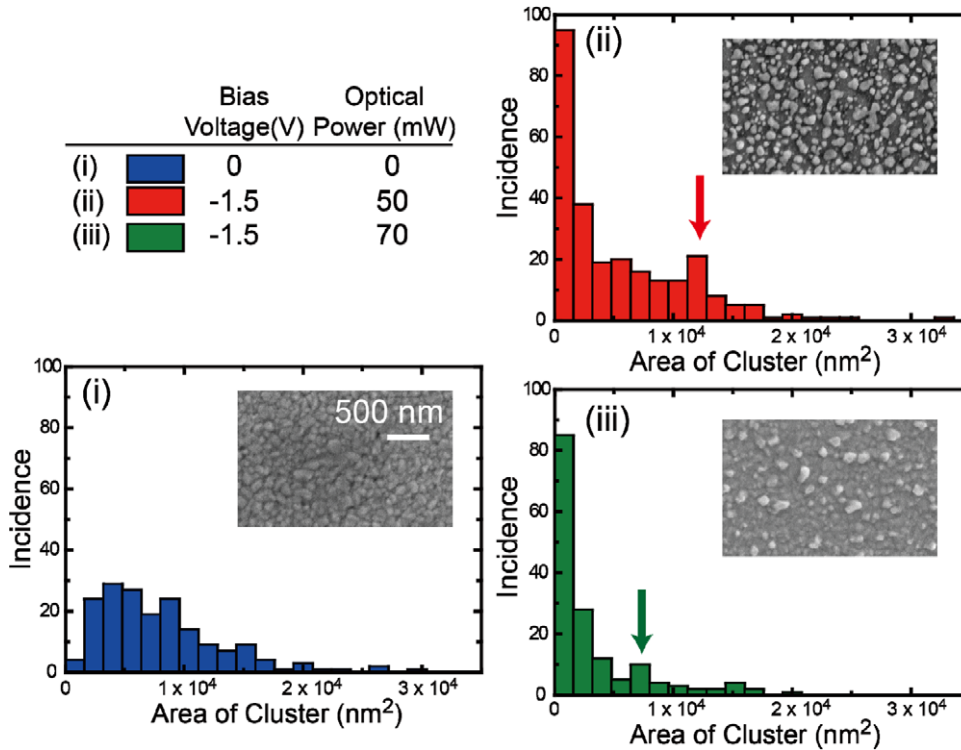 Bias Optical
Voltage(V) Power (mW)
(i) 0 0
(ii) -1.5 50
(iii) -1.5 70
(ii)
Incidence
100
80
60
40
20
0
0 1 x 10⁴ 2 x 10⁴ 3 x 10⁴
Area of Cluster (nm²)
(i)
500 nm
Incidence
100
80
60
40
20
0
0 1 x 10⁴ 2 x 10⁴ 3 x 10⁴
Area of Cluster (nm²)
(iii)
Incidence
100
80
60
40
20
0
0 1 x 10⁴ 2 x 10⁴ 3 x 10⁴
Area of Cluster (nm²)